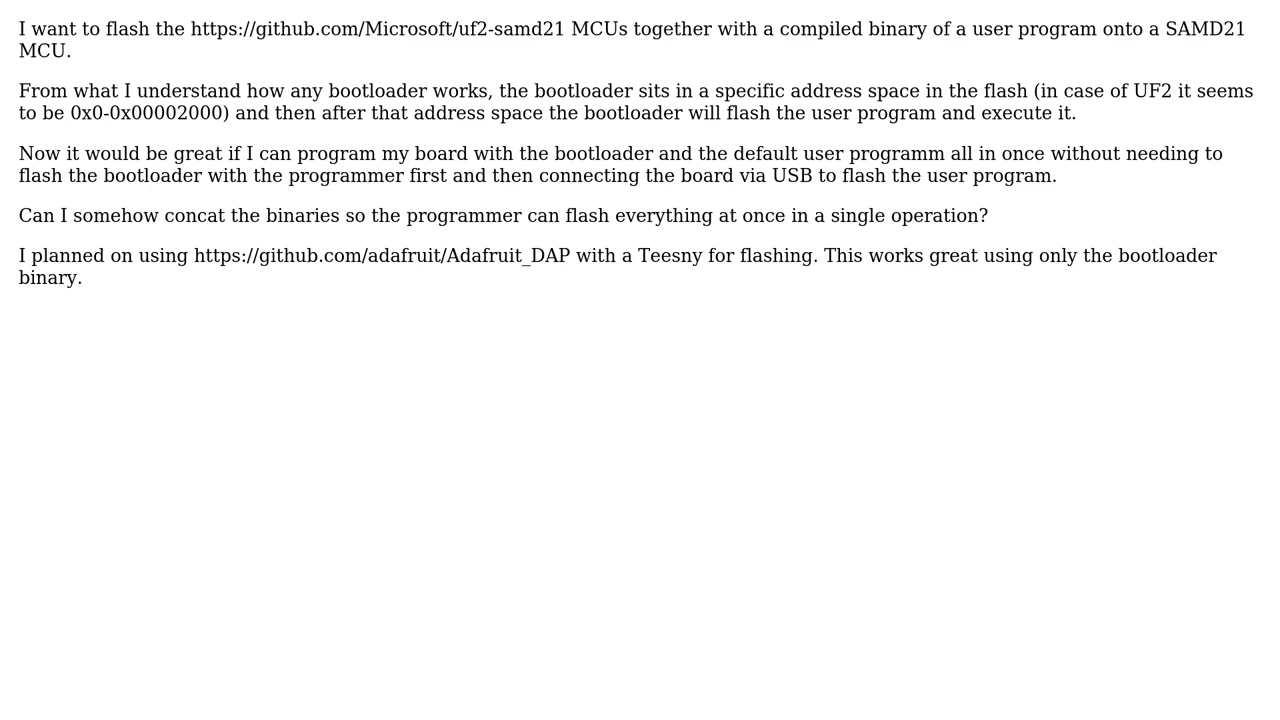 I want to flash the https://github.com/Microsoft/uf2-samd21 MCUs together with a compiled binary of a user program onto a SAMD21
MCU.
From what I understand how any bootloader works, the bootloader sits in a specific address space in the flash (in case of UF2 it seems
to be 0x0-0x00002000) and then after that address space the bootloader will flash the user program and execute it.
Now it would be great if I can program my board with the bootloader and the default user programm all in once without needing to
flash the bootloader with the programmer first and then connecting the board via USB to flash the user program.
Can I somehow concat the binaries so the programmer can flash everything at once in a single operation?
I planned on using https://github.com/adafruit/Adafruit_DAP with a Teesny for flashing. This works great using only the bootloader
binary.